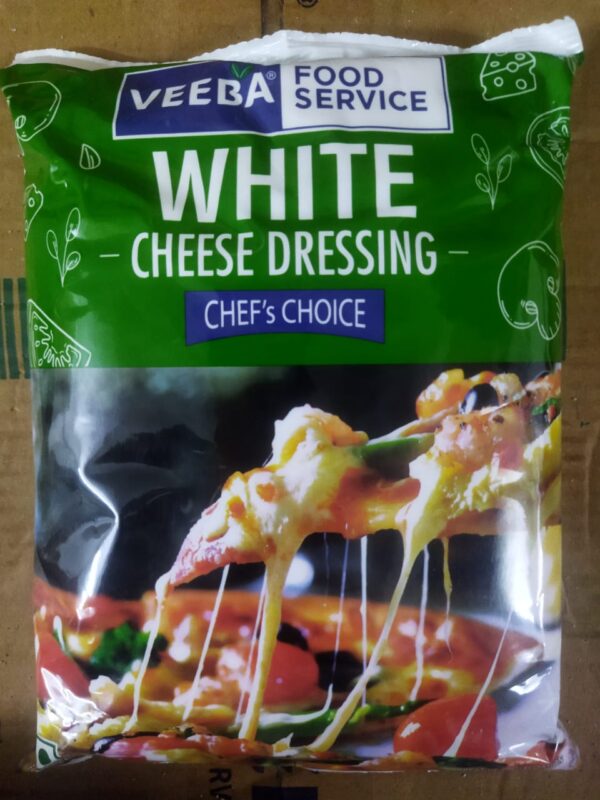 VEEBA®
FOOD
SERVICE
WHITE
– CHEESE DRESSING –
CHEF's CHOICE